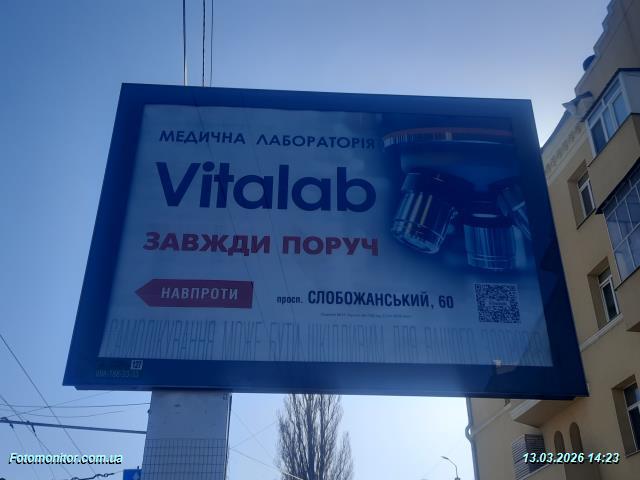 МЕДИЧНА ЛАБОРАТОРІЯ
Vitalab
ЗАВЖДИ ПОРУЧ
НАВПРОТИ
просп. СЛОБОЖАНСЬКИЙ, 60
САМОЛІКУВАННЯ МОЖЕ БУТИ ШКІДЛИВИМ ДЛЯ ВАШОГО ЗДОРОВ'Я
127
Fotomonitor.com.ua
13.03.2026 14:23